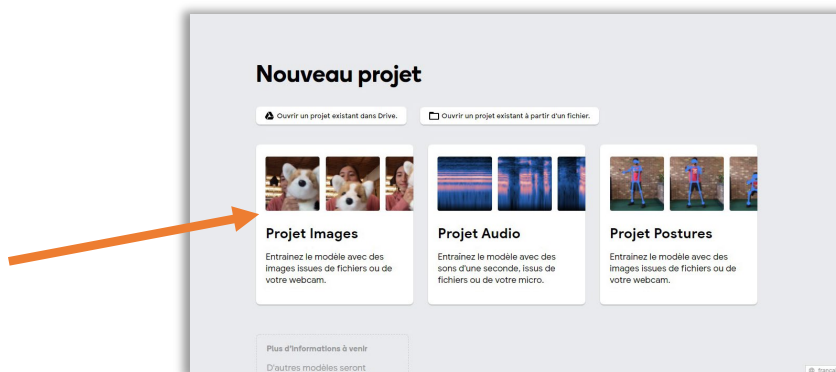 Nouveau projet
Ouvrir un projet existant dans Drive.
Ouvrir un projet existant à partir d'un fichier.
Projet Images
Entraînez le modèle avec des
images issues de fichiers ou de
votre webcam.
Projet Audio
Entraînez le modèle avec des
sons d'une seconde, issus de
fichiers ou de votre micro.
Projet Postures
Entraînez le modèle avec des
images issues de fichiers ou de
votre webcam.
Plus d'informations à venir
D'autres modèles seront